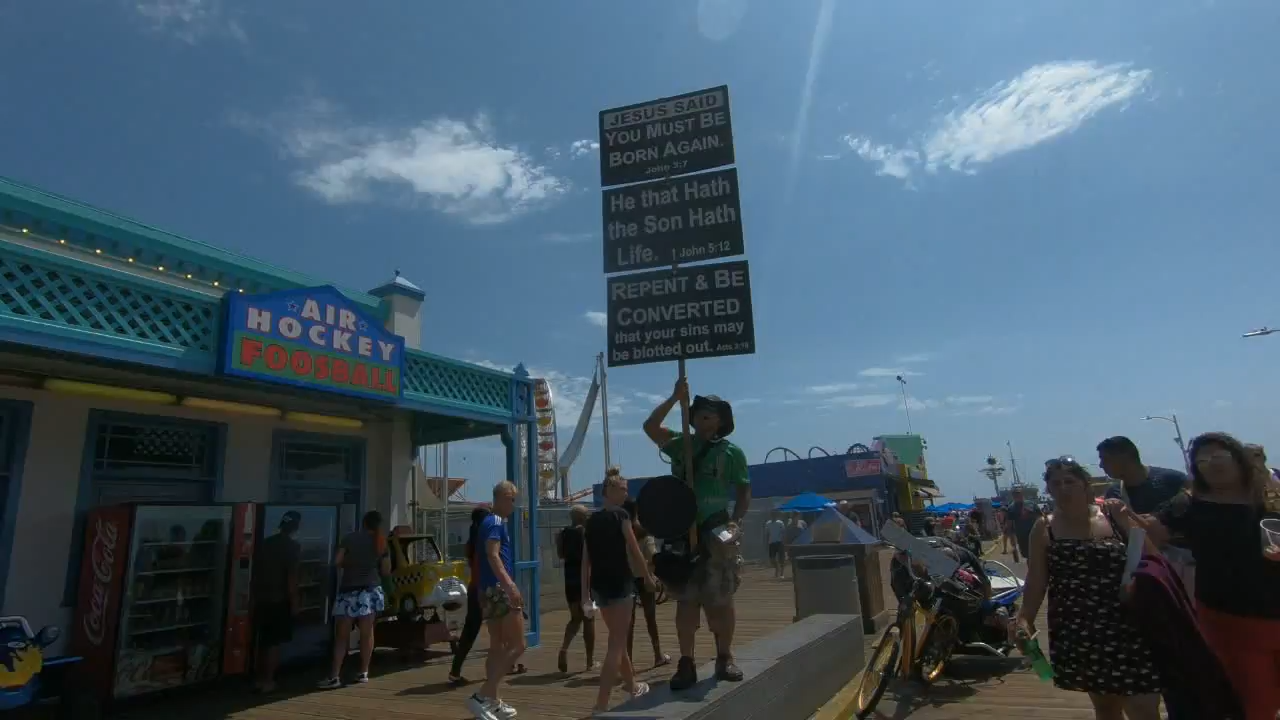 JESUS SAID
YOU MUST BE
BORN AGAIN.
John 3:7
He that Hath
the Son Hath
Life. I John 5:12
REPENT & BE
CONVERTED
that your sins may
be blotted out. Acts 3:19
AIR
HOCKEY
FOOSBALL
Coca-Cola